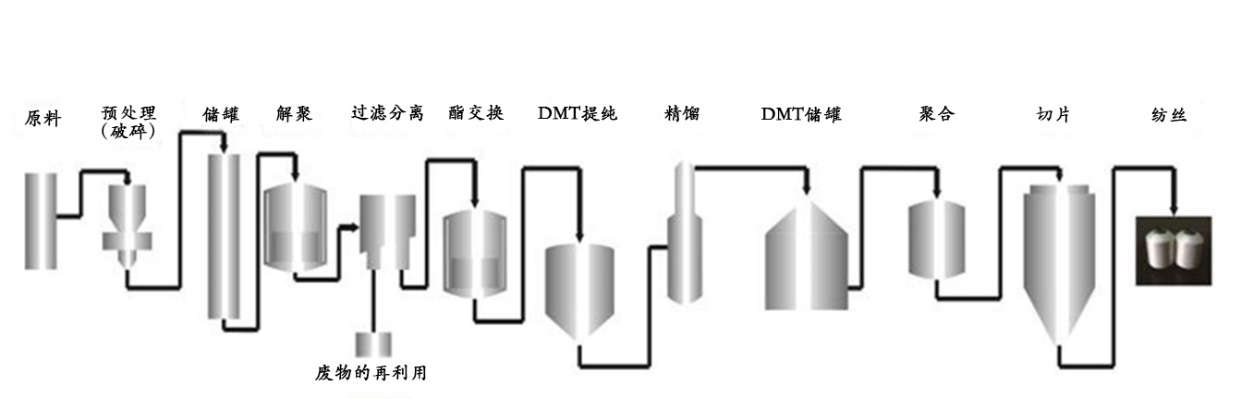 原料
预处理
(破碎)
储罐
解聚
过滤分离
酯交换
DMT提纯
精馏
DMT储罐
聚合
切片
纺丝
废物的再利用